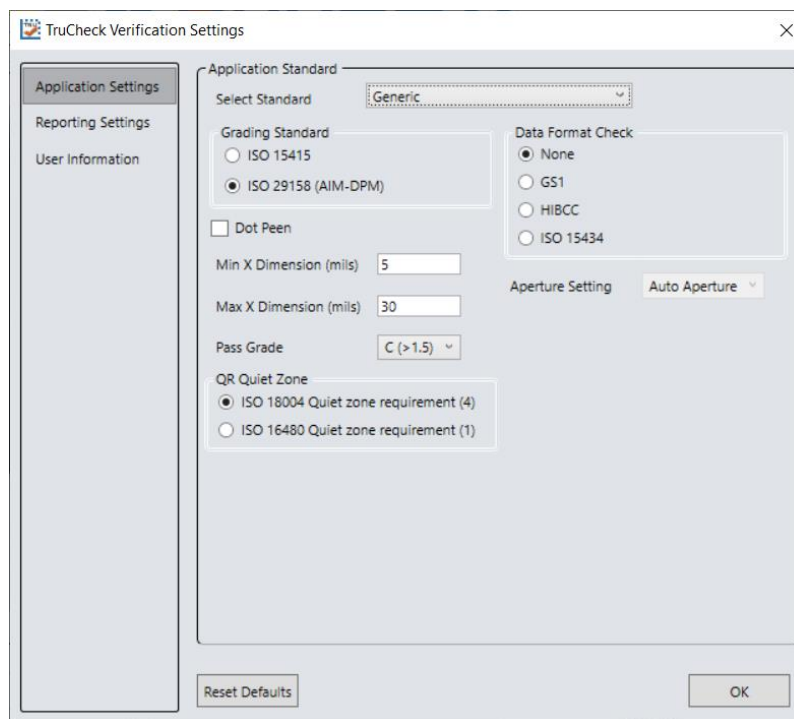 TruCheck Verification Settings
Application Settings
Reporting Settings
User Information
Application Standard
Select Standard Generic
Grading Standard
ISO 15415
ISO 29158 (AIM-DPM)
Data Format Check
None
GS1
HIBCC
ISO 15434
Dot Peen
Min X Dimension (mils) 5
Max X Dimension (mils) 30
Aperture Setting Auto Aperture
Pass Grade C (>1.5)
QR Quiet Zone
ISO 18004 Quiet zone requirement (4)
ISO 16480 Quiet zone requirement (1)
Reset Defaults
OK